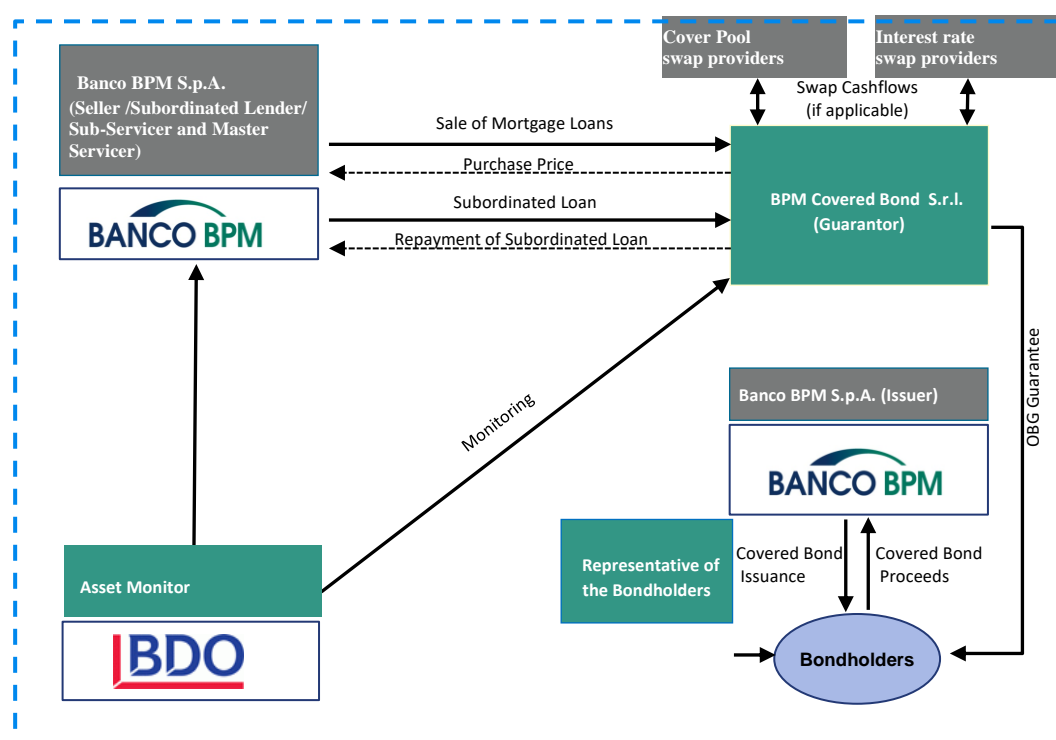 Cover Pool
swap providers
Interest rate
swap providers
Banco BPM S.p.A.
(Seller /Subordinated Lender/
Sub-Servicer and Master
Servicer)
Swap Cashflows
(if applicable)
Sale of Mortgage Loans
Purchase Price
Subordinated Loan
Repayment of Subordinated Loan
BANCO BPM
BPM Covered Bond S.r.l.
(Guarantor)
OBG Guarantee
Monitoring
Banco BPM S.p.A. (Issuer)
BANCO BPM
Representative of
the Bondholders
Covered Bond
Issuance
Covered Bond
Proceeds
Asset Monitor
BDO
Bondholders